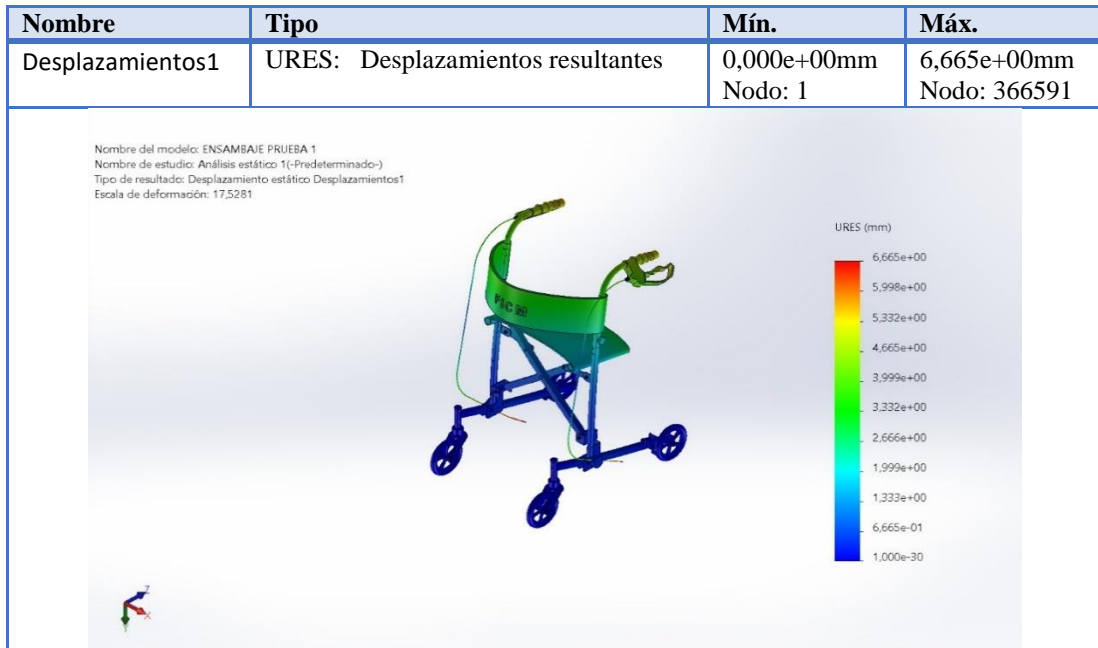 Nombre Tipo Mín. Máx.
Desplazamientos1 URES: Desplazamientos resultantes 0,000e+00mm 6,665e+00mm
Nodo: 1 Nodo: 366591
Nombre del modelo: ENSAMBAJE PRUEBA 1
Nombre de estudio: Análisis estático 1(-Predeterminado-)
Tipo de resultado: Desplazamiento estático Desplazamientos1
Escala de deformación: 17,5281
URES (mm)
6,665e+00
5,998e+00
5,332e+00
4,665e+00
3,999e+00
3,332e+00
2,666e+00
1,999e+00
1,333e+00
6,665e-01
1,000e-30
FICM
Z
X
Y